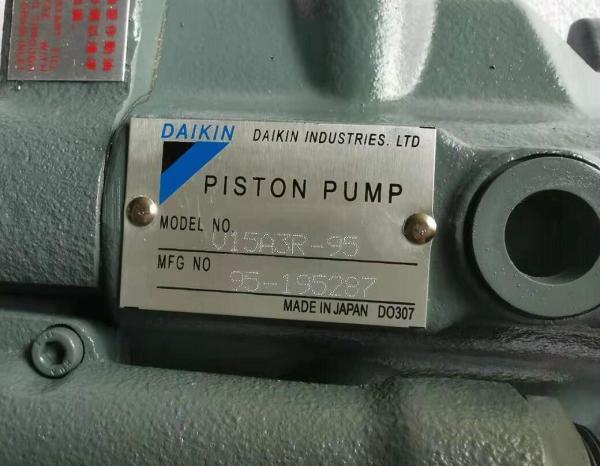 DAIKIN DAIKIN INDUSTRIES. LTD
PISTON PUMP
MODEL NO. V15A3R-95
MFG NO 95-195287
MADE IN JAPAN DO307